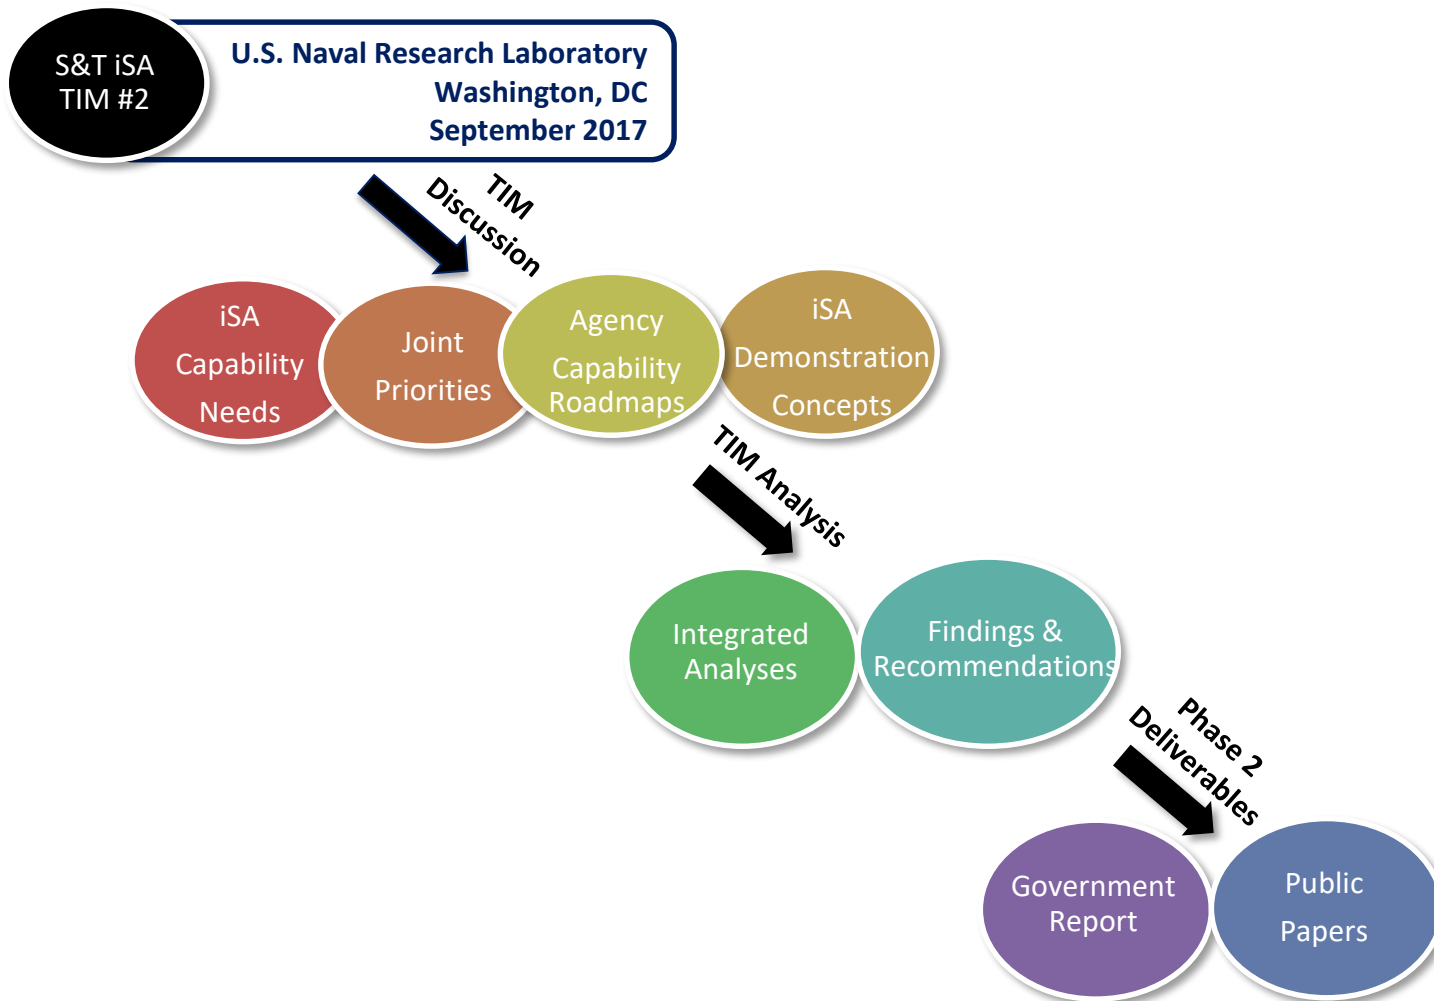 S&T iSA
TIM #2
U.S. Naval Research Laboratory
Washington, DC
September 2017
TIM
Discussion
iSA
Capability
Needs
Joint
Priorities
Agency
Capability
Roadmaps
iSA
Demonstration
Concepts
TIM Analysis
Integrated
Analyses
Findings &
Recommendations
Phase 2
Deliverables
Government
Report
Public
Papers